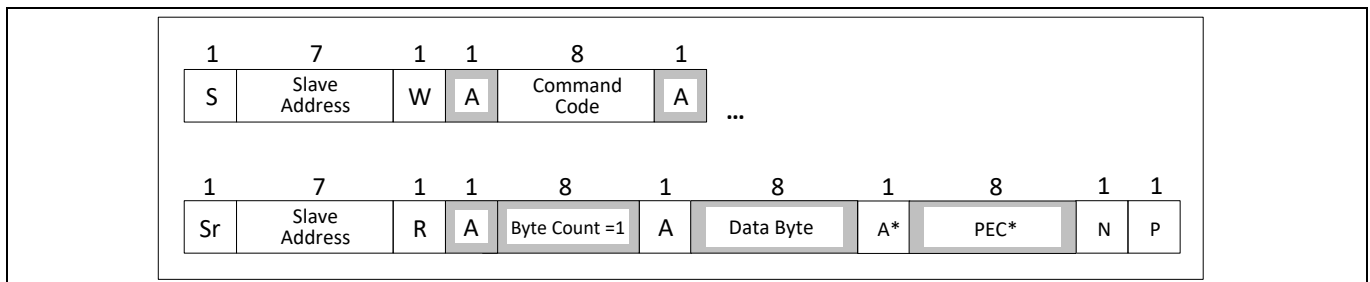 1 7 1 1 8 1
S Slave Address W A Command Code A ...
1 7 1 1 8 1 8 1 8 1 1
Sr Slave Address R A Byte Count =1 A Data Byte A* PEC* N P